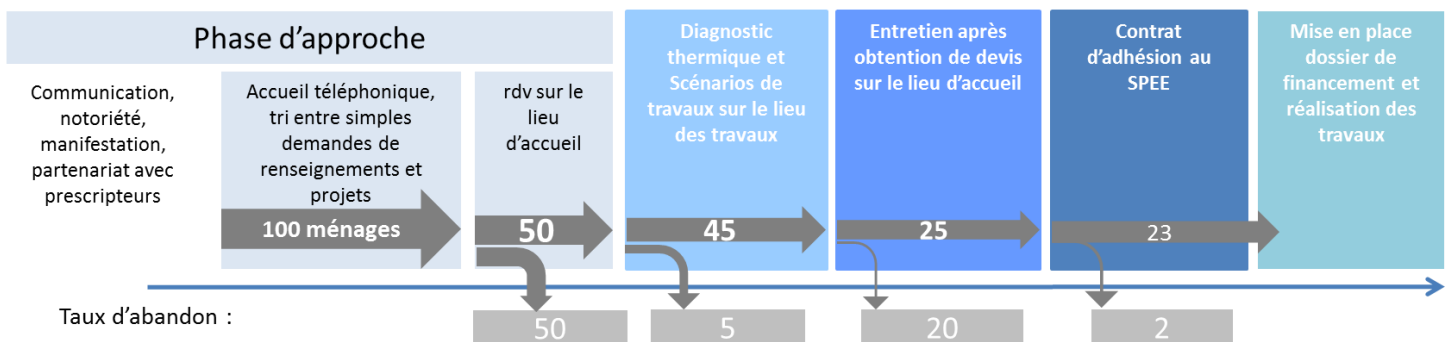 Phase d’approche
Communication,
notoriété,
manifestation,
partenariat avec
prescripteurs
Accueil téléphonique,
tri entre simples
demandes de
renseignements et
projets
100 ménages
rdv sur le
lieu
d’accueil
50
Diagnostic
thermique et
Scénarios de
travaux sur le lieu
des travaux
45
Entretien après
obtention de devis
sur le lieu d’accueil
25
Contrat
d’adhésion au
SPEE
23
Mise en place
dossier de
financement et
réalisation des
travaux
Taux d’abandon :
50
5
20
2